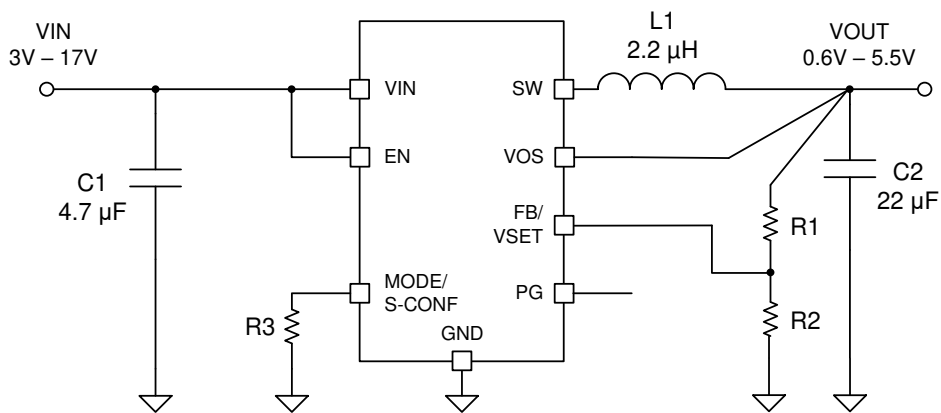 VIN
3V – 17V
C1
4.7 µF
R3
VIN
EN
MODE/
S-CONF
GND
SW
VOS
FB/
VSET
PG
L1
2.2 µH
VOUT
0.6V – 5.5V
R1
R2
C2
22 µF